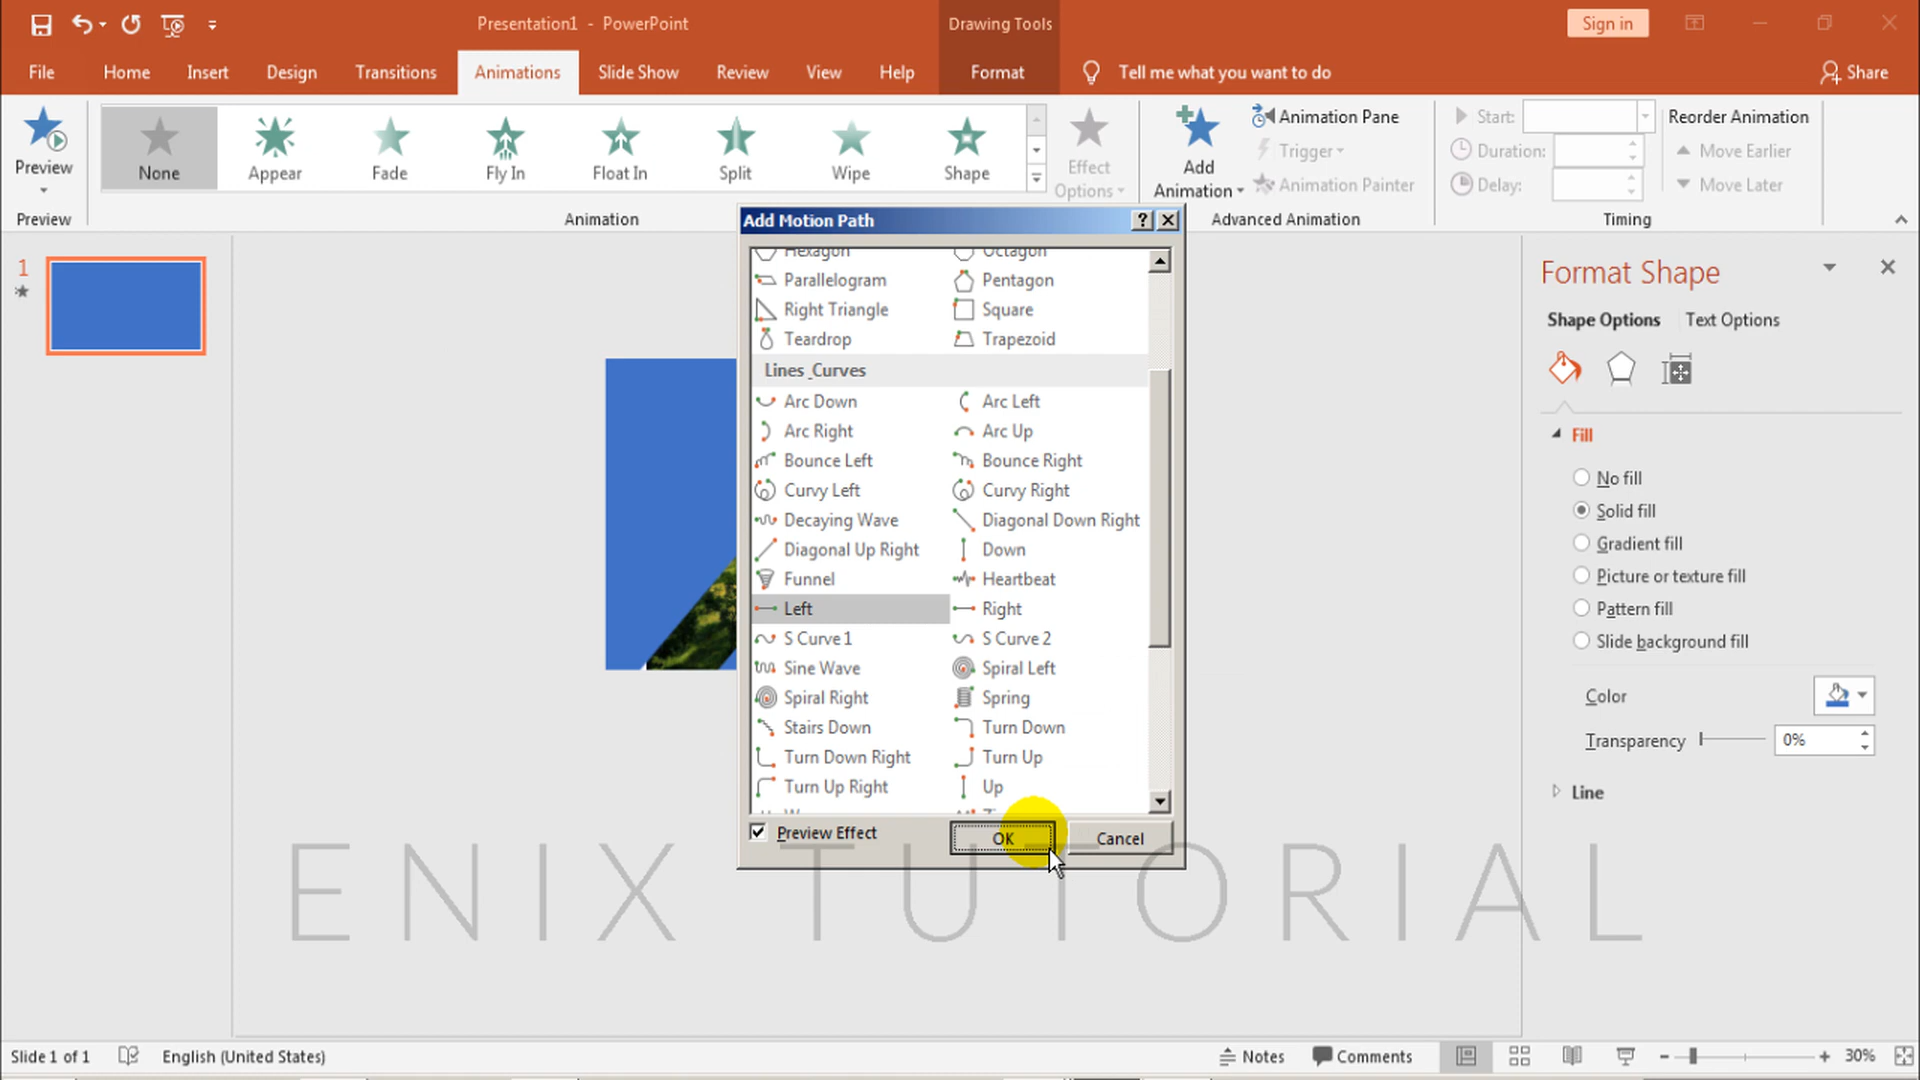 Presentation1 - PowerPoint
Drawing Tools
Sign in
File
Home
Insert
Design
Transitions
Animations
Slide Show
Review
View
Help
Format
Tell me what you want to do
Share
Preview
None
Appear
Fade
Fly In
Float In
Split
Wipe
Shape
Effect
Options
Add
Animation
Animation Pane
Trigger
Animation Painter
Start:
Duration:
Delay:
Reorder Animation
Move Earlier
Move Later
Preview
Animation
Advanced Animation
Timing
1
Add Motion Path
Hexagon
Octagon
Parallelogram
Pentagon
Right Triangle
Square
Teardrop
Trapezoid
Lines_Curves
Arc Down
Arc Left
Arc Right
Arc Up
Bounce Left
Bounce Right
Curvy Left
Curvy Right
Decaying Wave
Diagonal Down Right
Diagonal Up Right
Down
Funnel
Heartbeat
Left
Right
S Curve 1
S Curve 2
Sine Wave
Spiral Left
Spiral Right
Spring
Stairs Down
Turn Down
Turn Down Right
Turn Up
Turn Up Right
Up
Preview Effect
OK
Cancel
Format Shape
Shape Options
Text Options
Fill
No fill
Solid fill
Gradient fill
Picture or texture fill
Pattern fill
Slide background fill
Color
Transparency
0%
Line
ENIX TUTORIAL
Slide 1 of 1
English (United States)
Notes
Comments
30%